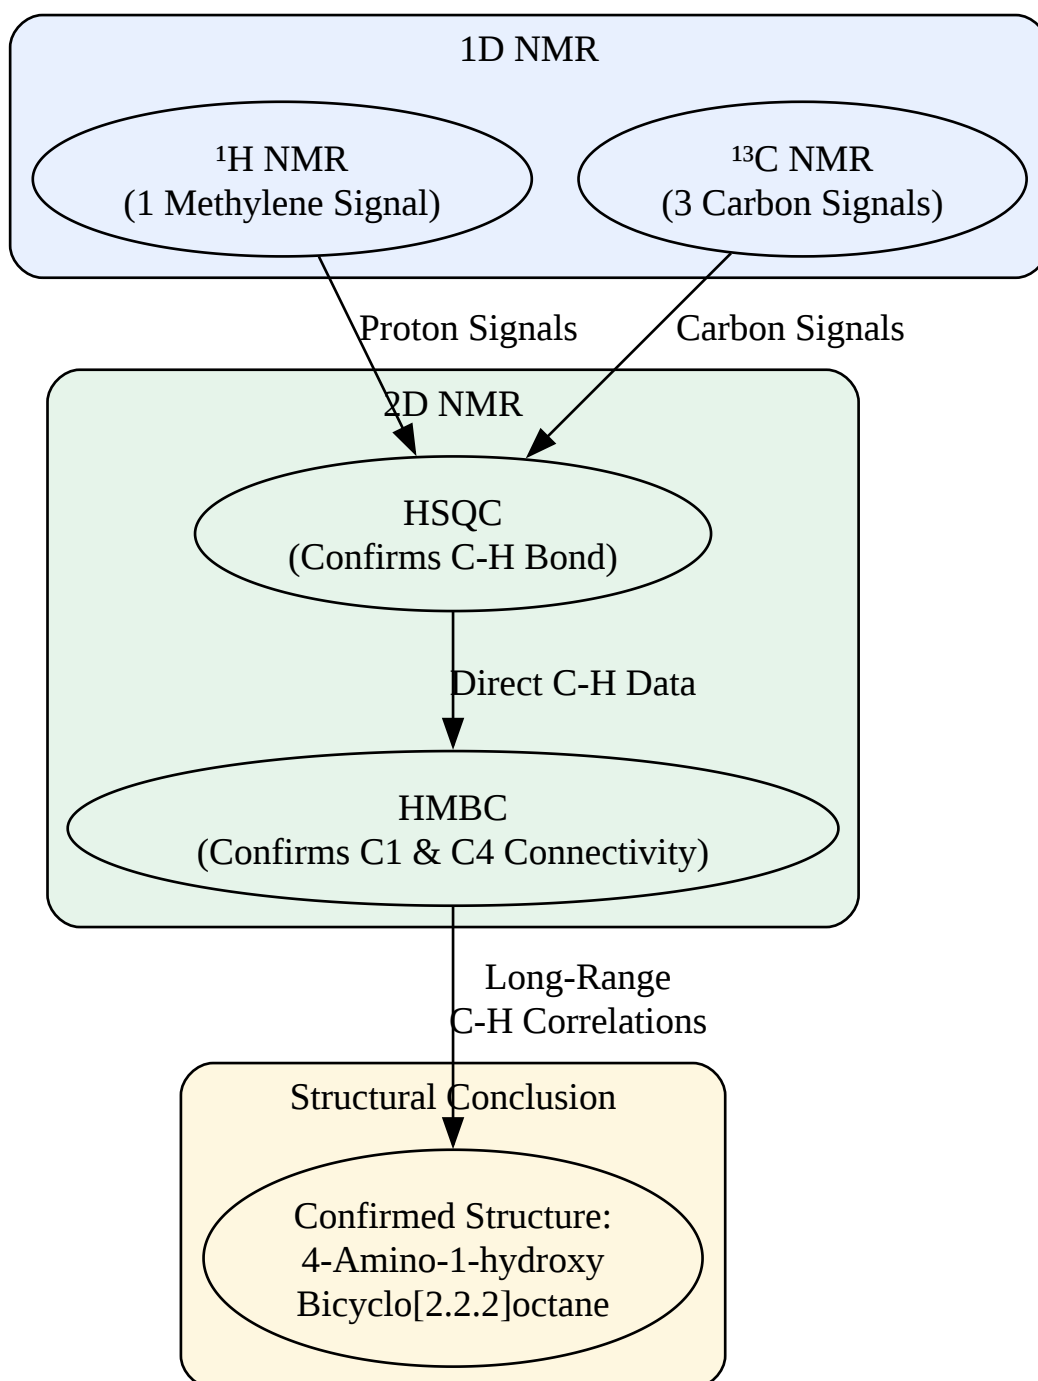 1D NMR
¹H NMR
(1 Methylene Signal)
¹³C NMR
(3 Carbon Signals)
Proton Signals
Carbon Signals
2D NMR
HSQC
(Confirms C-H Bond)
Direct C-H Data
HMBC
(Confirms C1 & C4 Connectivity)
Long-Range
C-H Correlations
Structural Conclusion
Confirmed Structure:
4-Amino-1-hydroxy
Bicyclo[2.2.2]octane